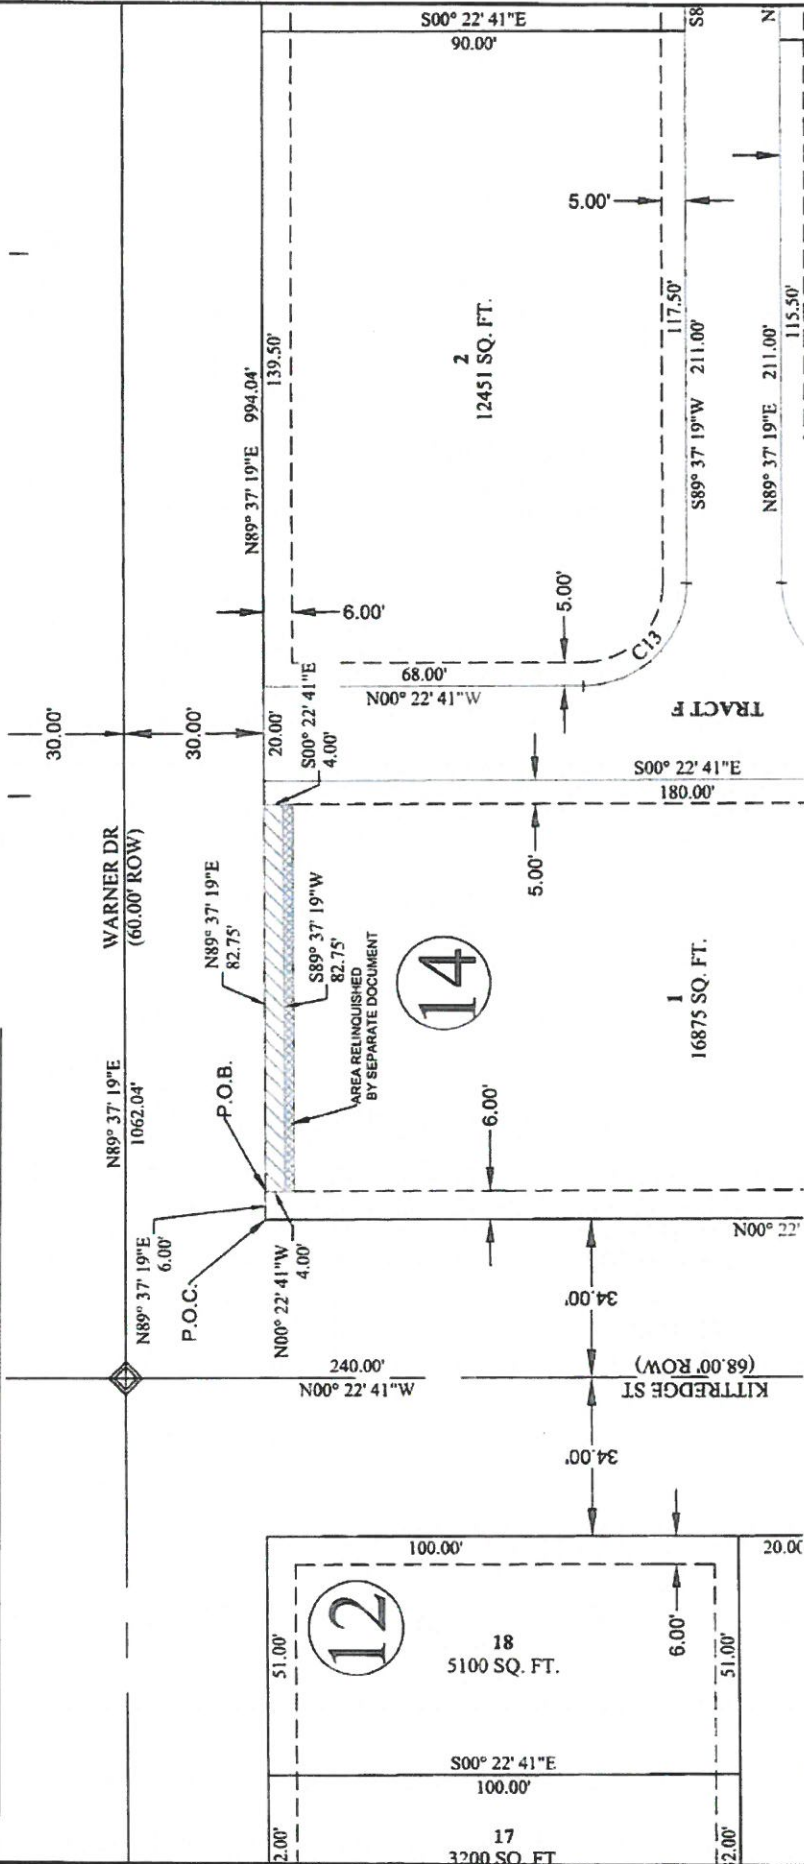 S00° 22' 41"E
90.00'
S8
N
5.00'
N89° 37' 19"E 994.04'
139.50'
2
12451 SQ. FT.
117.50'
S89° 37' 19"W 211.00'
N89° 37' 19"E 211.00'
115.50'
6.00'
5.00'
C13
68.00'
N00° 22' 41"W
TRACT F
30.00'
30.00'
20.00'
S00° 22' 41"E
4.00'
S00° 22' 41"E
180.00'
5.00'
WARNER DR
(60.00' ROW)
N89° 37' 19"E
82.75'
S89° 37' 19"W
82.75'
AREA RELINQUISHED
BY SEPARATE DOCUMENT
14
1
16875 SQ. FT.
N89° 37' 19"E
1062.04'
P.O.B.
6.00'
N89° 37' 19"E
6.00'
P.O.C.
N00° 22' 41"W
4.00'
N00° 22'
34.00'
240.00'
N00° 22' 41"W
KITTREDGE ST
(68.00' ROW)
34.00'
100.00'
20.00
12
51.00'
18
5100 SQ. FT.
6.00'
51.00'
S00° 22' 41"E
100.00'
2.00'
17
3200 SQ. FT
2.00'